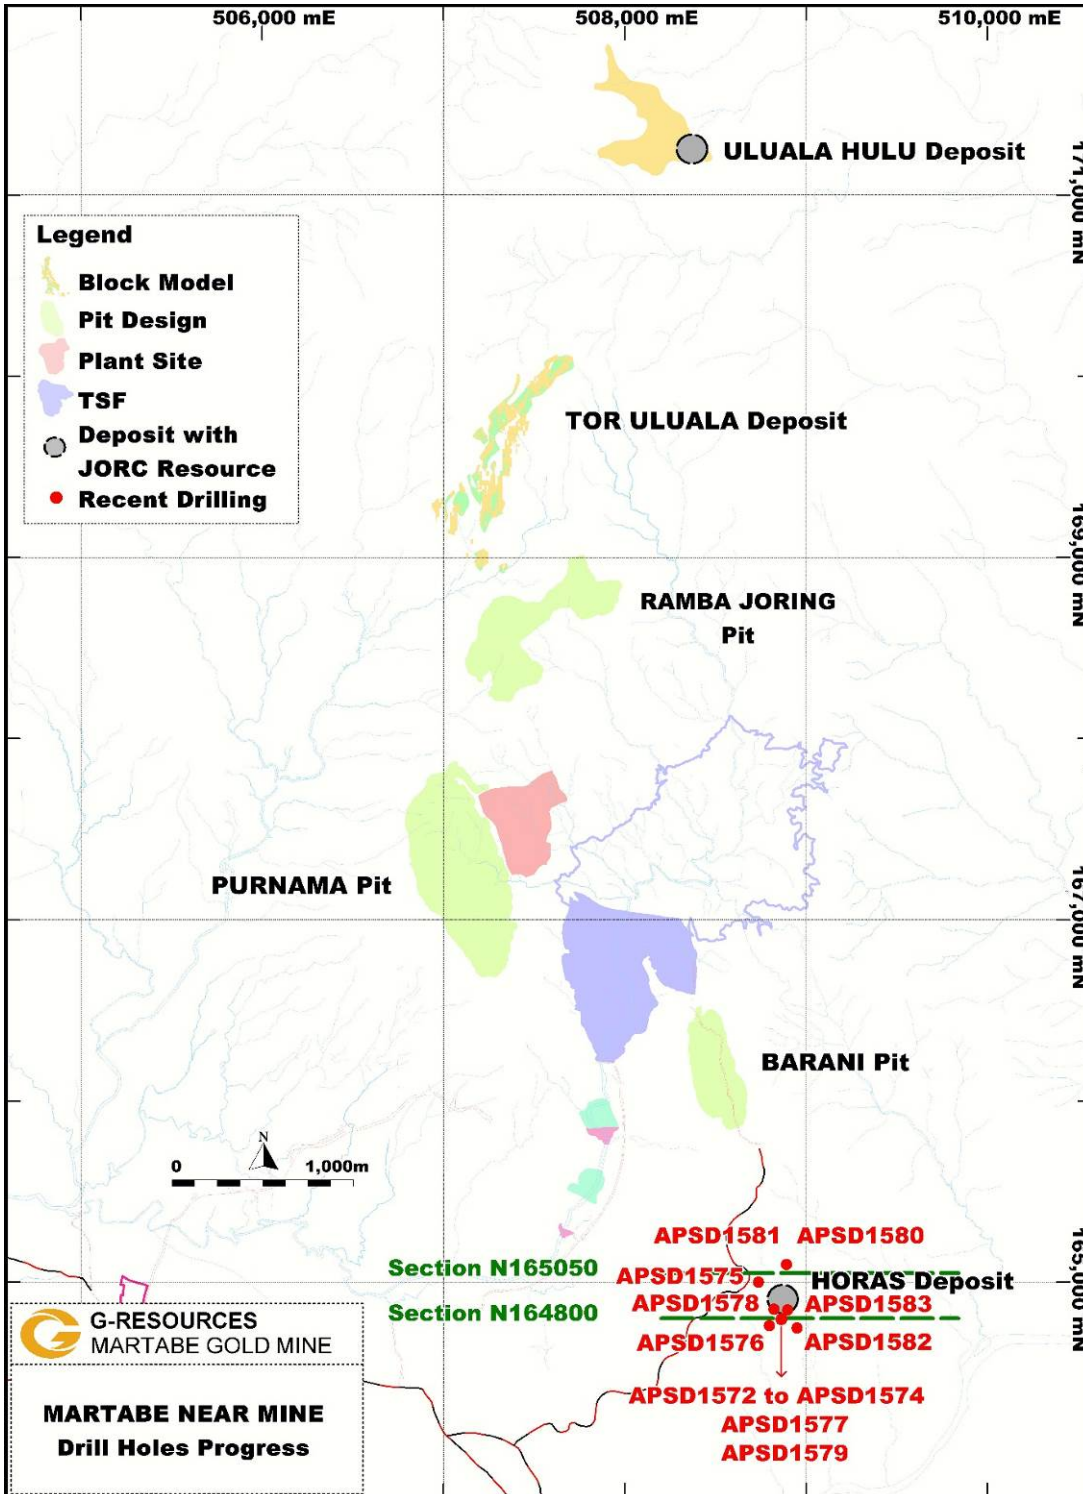 506,000 mE
508,000 mE
510,000 mE
ULUALA HULU Deposit
171,000 mN
Legend
Block Model
Pit Design
Plant Site
TSF
Deposit with
JORC Resource
Recent Drilling
TOR ULUALA Deposit
169,000 mN
RAMBA JORING
Pit
PURNAMA Pit
167,000 mN
BARANI Pit
N
0
1,000m
APSD1581
APSD1580
165,000 mN
Section N165050
APSD1575
HORAS Deposit
Section N164800
APSD1578
APSD1583
APSD1576
APSD1582
APSD1572 to APSD1574
APSD1577
APSD1579
G-RESOURCES
MARTABE GOLD MINE
MARTABE NEAR MINE
Drill Holes Progress